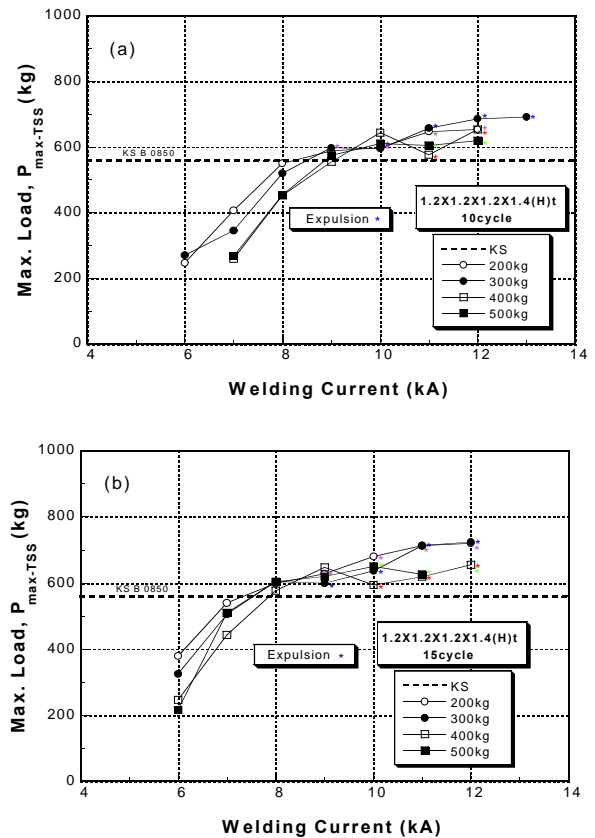 1000
(a)
800
600
KS B 0850
400
Expulsion *
1.2X1.2X1.2X1.4(H)t
10cycle
KS
200kg
300kg
400kg
500kg
200
0
4 6 8 10 12 14
Max. Load, Pmax-TSS (kg)
Welding Current (kA)
1000
(b)
800
600
KS B 0850
400
Expulsion *
1.2X1.2X1.2X1.4(H)t
15cycle
KS
200kg
300kg
400kg
500kg
200
0
4 6 8 10 12 14
Max. Load, Pmax-TSS (kg)
Welding Current (kA)